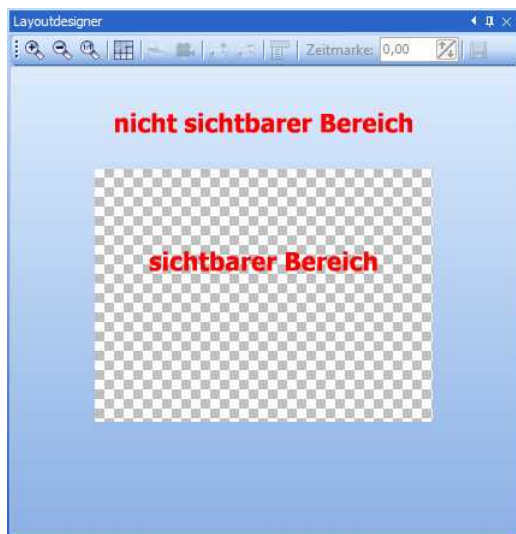 Layoutdesigner
Zeitmarke: 0,00
nicht sichtbarer Bereich
sichtbarer Bereich